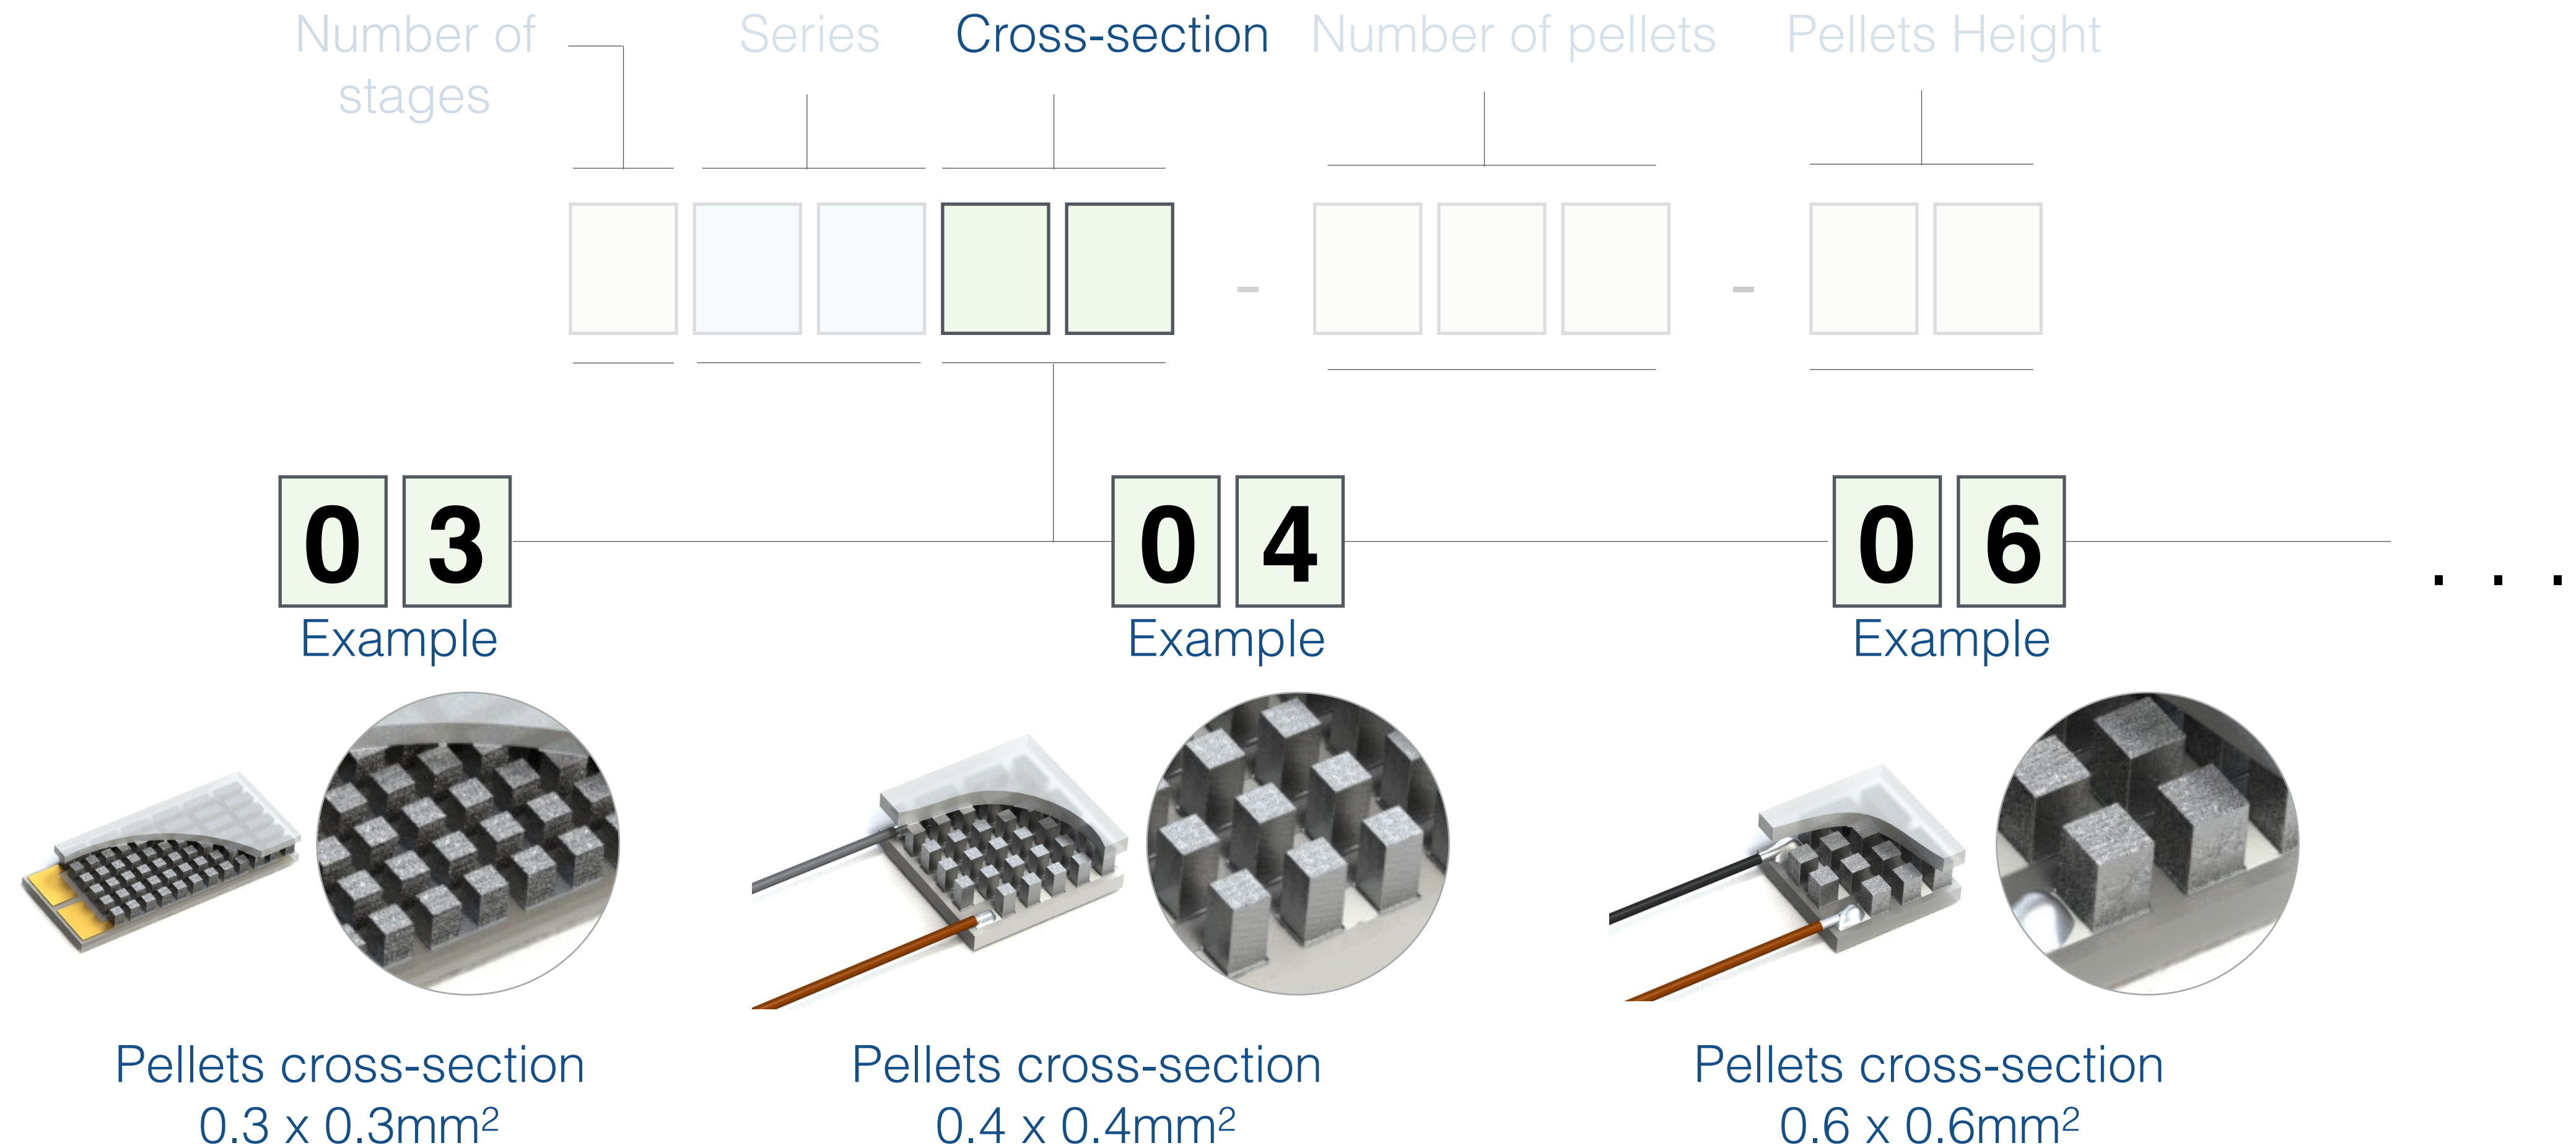 Number of
stages
Series
Cross-section
Number of pellets
Pellets Height
-
-
0 3
0 4
0 6
. . .
Example
Example
Example
Pellets cross-section
0.3 x 0.3mm²
Pellets cross-section
0.4 x 0.4mm²
Pellets cross-section
0.6 x 0.6mm²